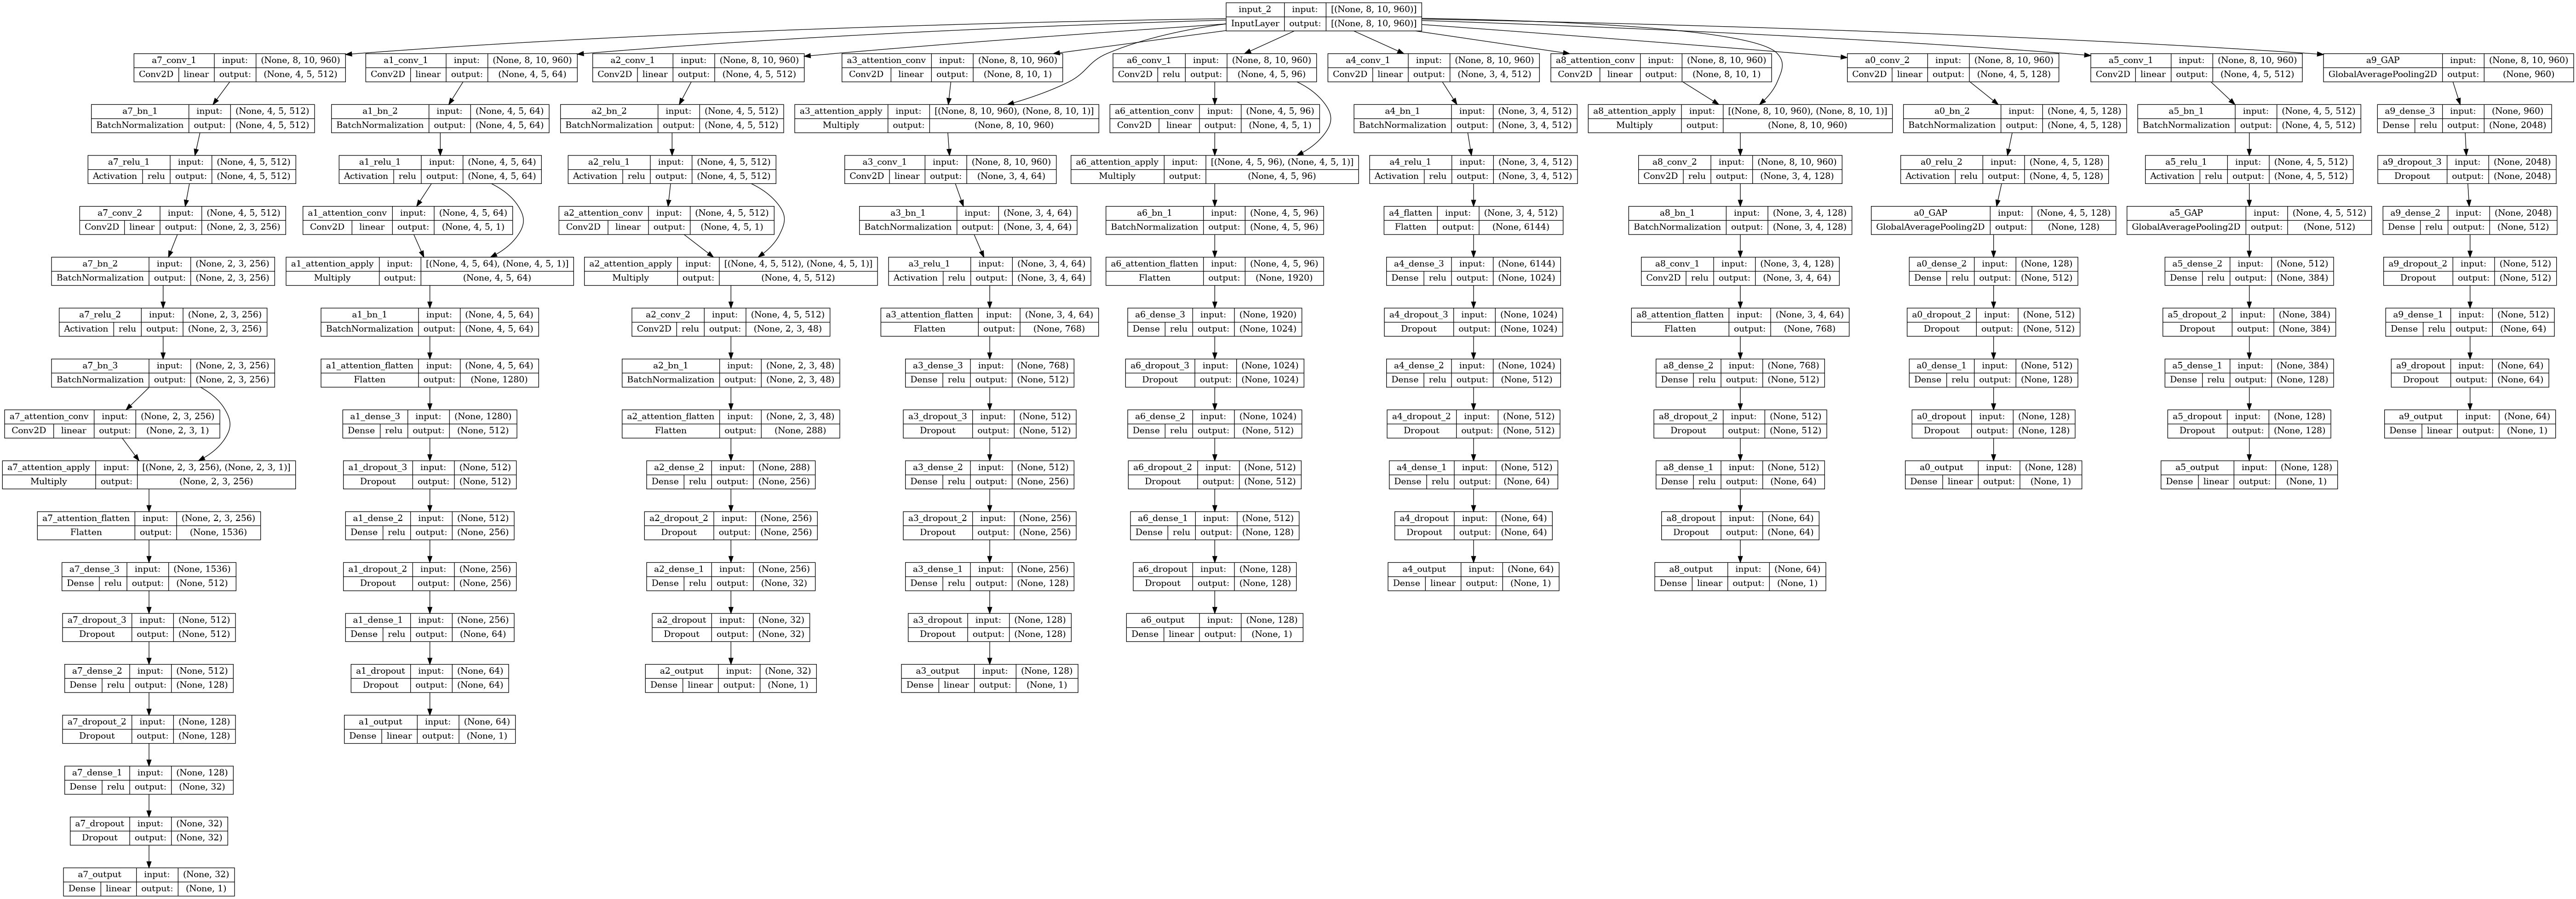 input_2 input: [(None, 8, 10, 960)]
InputLayer output: [(None, 8, 10, 960)]
a7_conv_1 input: (None, 8, 10, 960)
Conv2D linear output: (None, 4, 5, 512)
a7_bn_1 input: (None, 4, 5, 512)
BatchNormalization output: (None, 4, 5, 512)
a7_relu_1 input: (None, 4, 5, 512)
Activation relu output: (None, 4, 5, 512)
a7_conv_2 input: (None, 4, 5, 512)
Conv2D linear output: (None, 2, 3, 256)
a7_bn_2 input: (None, 2, 3, 256)
BatchNormalization output: (None, 2, 3, 256)
a7_relu_2 input: (None, 2, 3, 256)
Activation relu output: (None, 2, 3, 256)
a7_bn_3 input: (None, 2, 3, 256)
BatchNormalization output: (None, 2, 3, 256)
a7_attention_conv input: (None, 2, 3, 256)
Conv2D linear output: (None, 2, 3, 1)
a7_attention_apply input: [(None, 2, 3, 256), (None, 2, 3, 1)]
Multiply output: (None, 2, 3, 256)
a7_attention_flatten input: (None, 2, 3, 256)
Flatten output: (None, 1536)
a7_dense_3 input: (None, 1536)
Dense relu output: (None, 512)
a7_dropout_3 input: (None, 512)
Dropout output: (None, 512)
a7_dense_2 input: (None, 512)
Dense relu output: (None, 128)
a7_dropout_2 input: (None, 128)
Dropout output: (None, 128)
a7_dense_1 input: (None, 128)
Dense relu output: (None, 32)
a7_dropout input: (None, 32)
Dropout output: (None, 32)
a7_output input: (None, 32)
Dense linear output: (None, 1)
a1_conv_1 input: (None, 8, 10, 960)
Conv2D linear output: (None, 4, 5, 64)
a1_bn_2 input: (None, 4, 5, 64)
BatchNormalization output: (None, 4, 5, 64)
a1_relu_1 input: (None, 4, 5, 64)
Activation relu output: (None, 4, 5, 64)
a1_attention_conv input: (None, 4, 5, 64)
Conv2D linear output: (None, 4, 5, 1)
a1_attention_apply input: [(None, 4, 5, 64), (None, 4, 5, 1)]
Multiply output: (None, 4, 5, 64)
a1_bn_1 input: (None, 4, 5, 64)
BatchNormalization output: (None, 4, 5, 64)
a1_attention_flatten input: (None, 4, 5, 64)
Flatten output: (None, 1280)
a1_dense_3 input: (None, 1280)
Dense relu output: (None, 512)
a1_dropout_3 input: (None, 512)
Dropout output: (None, 512)
a1_dense_2 input: (None, 512)
Dense relu output: (None, 256)
a1_dropout_2 input: (None, 256)
Dropout output: (None, 256)
a1_dense_1 input: (None, 256)
Dense relu output: (None, 64)
a1_dropout input: (None, 64)
Dropout output: (None, 64)
a1_output input: (None, 64)
Dense linear output: (None, 1)
a2_conv_1 input: (None, 8, 10, 960)
Conv2D linear output: (None, 4, 5, 512)
a2_bn_2 input: (None, 4, 5, 512)
BatchNormalization output: (None, 4, 5, 512)
a2_relu_1 input: (None, 4, 5, 512)
Activation relu output: (None, 4, 5, 512)
a2_attention_conv input: (None, 4, 5, 512)
Conv2D linear output: (None, 4, 5, 1)
a2_attention_apply input: [(None, 4, 5, 512), (None, 4, 5, 1)]
Multiply output: (None, 4, 5, 512)
a2_conv_2 input: (None, 4, 5, 512)
Conv2D relu output: (None, 2, 3, 48)
a2_bn_1 input: (None, 2, 3, 48)
BatchNormalization output: (None, 2, 3, 48)
a2_attention_flatten input: (None, 2, 3, 48)
Flatten output: (None, 288)
a2_dense_2 input: (None, 288)
Dense relu output: (None, 256)
a2_dropout_2 input: (None, 256)
Dropout output: (None, 256)
a2_dense_1 input: (None, 256)
Dense relu output: (None, 32)
a2_dropout input: (None, 32)
Dropout output: (None, 32)
a2_output input: (None, 32)
Dense linear output: (None, 1)
a3_attention_conv input: (None, 8, 10, 960)
Conv2D linear output: (None, 8, 10, 1)
a3_attention_apply input: [(None, 8, 10, 960), (None, 8, 10, 1)]
Multiply output: (None, 8, 10, 960)
a3_conv_1 input: (None, 8, 10, 960)
Conv2D linear output: (None, 3, 4, 64)
a3_bn_1 input: (None, 3, 4, 64)
BatchNormalization output: (None, 3, 4, 64)
a3_relu_1 input: (None, 3, 4, 64)
Activation relu output: (None, 3, 4, 64)
a3_attention_flatten input: (None, 3, 4, 64)
Flatten output: (None, 768)
a3_dense_3 input: (None, 768)
Dense relu output: (None, 512)
a3_dropout_3 input: (None, 512)
Dropout output: (None, 512)
a3_dense_2 input: (None, 512)
Dense relu output: (None, 256)
a3_dropout_2 input: (None, 256)
Dropout output: (None, 256)
a3_dense_1 input: (None, 256)
Dense relu output: (None, 128)
a3_dropout input: (None, 128)
Dropout output: (None, 128)
a3_output input: (None, 128)
Dense linear output: (None, 1)
a6_conv_1 input: (None, 8, 10, 960)
Conv2D relu output: (None, 4, 5, 96)
a6_attention_conv input: (None, 4, 5, 96)
Conv2D linear output: (None, 4, 5, 1)
a6_attention_apply input: [(None, 4, 5, 96), (None, 4, 5, 1)]
Multiply output: (None, 4, 5, 96)
a6_bn_1 input: (None, 4, 5, 96)
BatchNormalization output: (None, 4, 5, 96)
a6_attention_flatten input: (None, 4, 5, 96)
Flatten output: (None, 1920)
a6_dense_3 input: (None, 1920)
Dense relu output: (None, 1024)
a6_dropout_3 input: (None, 1024)
Dropout output: (None, 1024)
a6_dense_2 input: (None, 1024)
Dense relu output: (None, 512)
a6_dropout_2 input: (None, 512)
Dropout output: (None, 512)
a6_dense_1 input: (None, 512)
Dense relu output: (None, 128)
a6_dropout input: (None, 128)
Dropout output: (None, 128)
a6_output input: (None, 128)
Dense linear output: (None, 1)
a4_conv_1 input: (None, 8, 10, 960)
Conv2D linear output: (None, 3, 4, 512)
a4_bn_1 input: (None, 3, 4, 512)
BatchNormalization output: (None, 3, 4, 512)
a4_relu_1 input: (None, 3, 4, 512)
Activation relu output: (None, 3, 4, 512)
a4_flatten input: (None, 3, 4, 512)
Flatten output: (None, 6144)
a4_dense_3 input: (None, 6144)
Dense relu output: (None, 1024)
a4_dropout_3 input: (None, 1024)
Dropout output: (None, 1024)
a4_dense_2 input: (None, 1024)
Dense relu output: (None, 512)
a4_dropout_2 input: (None, 512)
Dropout output: (None, 512)
a4_dense_1 input: (None, 512)
Dense relu output: (None, 64)
a4_dropout input: (None, 64)
Dropout output: (None, 64)
a4_output input: (None, 64)
Dense linear output: (None, 1)
a8_attention_conv input: (None, 8, 10, 960)
Conv2D linear output: (None, 8, 10, 1)
a8_attention_apply input: [(None, 8, 10, 960), (None, 8, 10, 1)]
Multiply output: (None, 8, 10, 960)
a8_conv_2 input: (None, 8, 10, 960)
Conv2D relu output: (None, 3, 4, 128)
a8_bn_1 input: (None, 3, 4, 128)
BatchNormalization output: (None, 3, 4, 128)
a8_conv_1 input: (None, 3, 4, 128)
Conv2D relu output: (None, 3, 4, 64)
a8_attention_flatten input: (None, 3, 4, 64)
Flatten output: (None, 768)
a8_dense_2 input: (None, 768)
Dense relu output: (None, 512)
a8_dropout_2 input: (None, 512)
Dropout output: (None, 512)
a8_dense_1 input: (None, 512)
Dense relu output: (None, 64)
a8_dropout input: (None, 64)
Dropout output: (None, 64)
a8_output input: (None, 64)
Dense linear output: (None, 1)
a0_conv_2 input: (None, 8, 10, 960)
Conv2D linear output: (None, 4, 5, 128)
a0_bn_2 input: (None, 4, 5, 128)
BatchNormalization output: (None, 4, 5, 128)
a0_relu_2 input: (None, 4, 5, 128)
Activation relu output: (None, 4, 5, 128)
a0_GAP input: (None, 4, 5, 128)
GlobalAveragePooling2D output: (None, 128)
a0_dense_2 input: (None, 128)
Dense relu output: (None, 512)
a0_dropout_2 input: (None, 512)
Dropout output: (None, 512)
a0_dense_1 input: (None, 512)
Dense relu output: (None, 128)
a0_dropout input: (None, 128)
Dropout output: (None, 128)
a0_output input: (None, 128)
Dense linear output: (None, 1)
a5_conv_1 input: (None, 8, 10, 960)
Conv2D linear output: (None, 4, 5, 512)
a5_bn_1 input: (None, 4, 5, 512)
BatchNormalization output: (None, 4, 5, 512)
a5_relu_1 input: (None, 4, 5, 512)
Activation relu output: (None, 4, 5, 512)
a5_GAP input: (None, 4, 5, 512)
GlobalAveragePooling2D output: (None, 512)
a5_dense_2 input: (None, 512)
Dense relu output: (None, 384)
a5_dropout_2 input: (None, 384)
Dropout output: (None, 384)
a5_dense_1 input: (None, 384)
Dense relu output: (None, 128)
a5_dropout input: (None, 128)
Dropout output: (None, 128)
a5_output input: (None, 128)
Dense linear output: (None, 1)
a9_GAP input: (None, 8, 10, 960)
GlobalAveragePooling2D output: (None, 960)
a9_dense_3 input: (None, 960)
Dense relu output: (None, 2048)
a9_dropout_3 input: (None, 2048)
Dropout output: (None, 2048)
a9_dense_2 input: (None, 2048)
Dense relu output: (None, 512)
a9_dropout_2 input: (None, 512)
Dropout output: (None, 512)
a9_dense_1 input: (None, 512)
Dense relu output: (None, 64)
a9_dropout input: (None, 64)
Dropout output: (None, 64)
a9_output input: (None, 64)
Dense linear output: (None, 1)